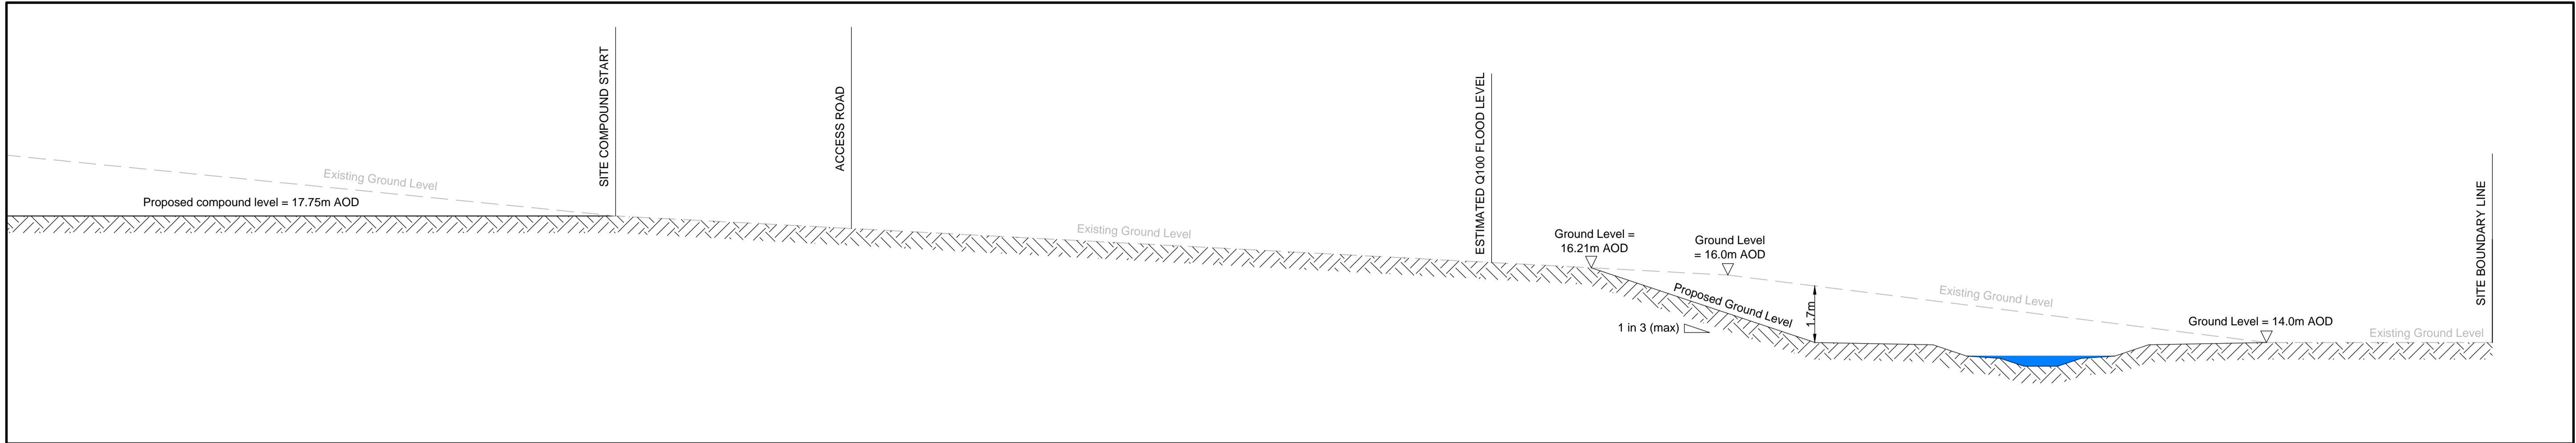 SITE COMPOUND START
ACCESS ROAD
ESTIMATED Q100 FLOOD LEVEL
SITE BOUNDARY LINE
Existing Ground Level
Proposed compound level = 17.75m AOD
Existing Ground Level
Ground Level =
16.21m AOD
Ground Level
= 16.0m AOD
Proposed Ground Level
1.7m
1 in 3 (max)
Existing Ground Level
Ground Level = 14.0m AOD
Existing Ground Level